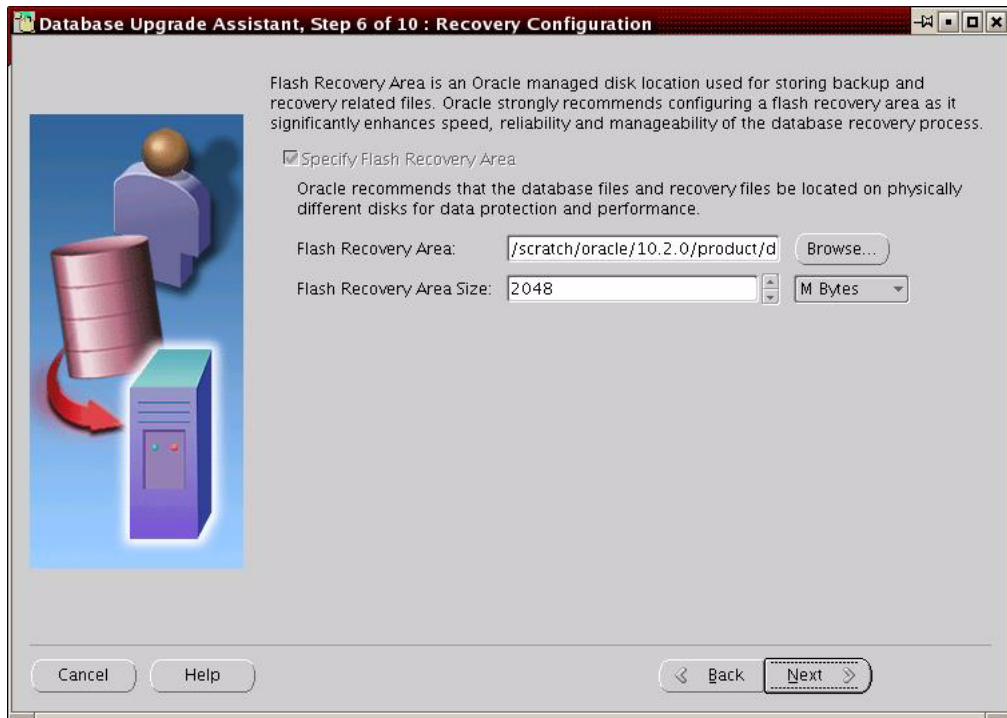 Database Upgrade Assistant, Step 6 of 10 : Recovery Configuration
Flash Recovery Area is an Oracle managed disk location used for storing backup and
recovery related files. Oracle strongly recommends configuring a flash recovery area as it
significantly enhances speed, reliability and manageability of the database recovery process.
Specify Flash Recovery Area
Oracle recommends that the database files and recovery files be located on physically
different disks for data protection and performance.
Flash Recovery Area: /scratch/oracle/10.2.0/product/d Browse...
Flash Recovery Area Size: 2048 M Bytes
Cancel Help Back Next